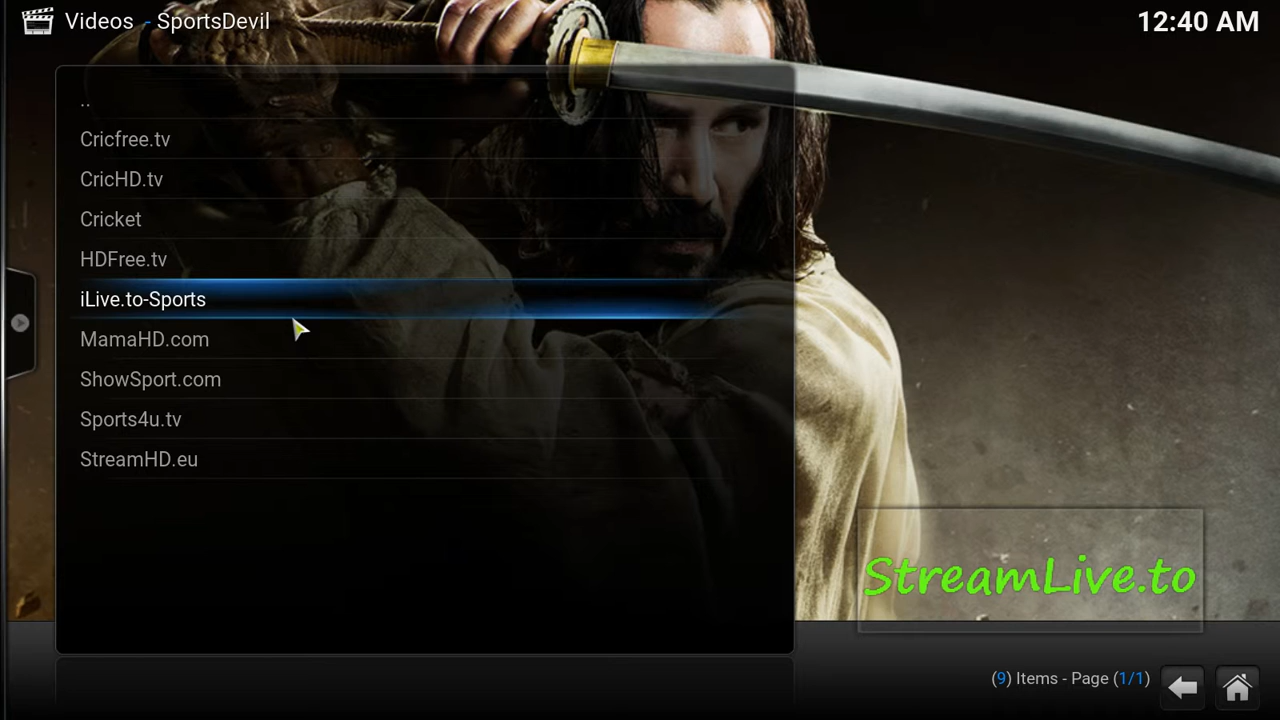 Videos - SportsDevil
12:40 AM
..
Cricfree.tv
CricHD.tv
Cricket
HDFree.tv
iLive.to-Sports
MamaHD.com
ShowSport.com
Sports4u.tv
StreamHD.eu
StreamLive.to
(9) Items - Page (1/1)